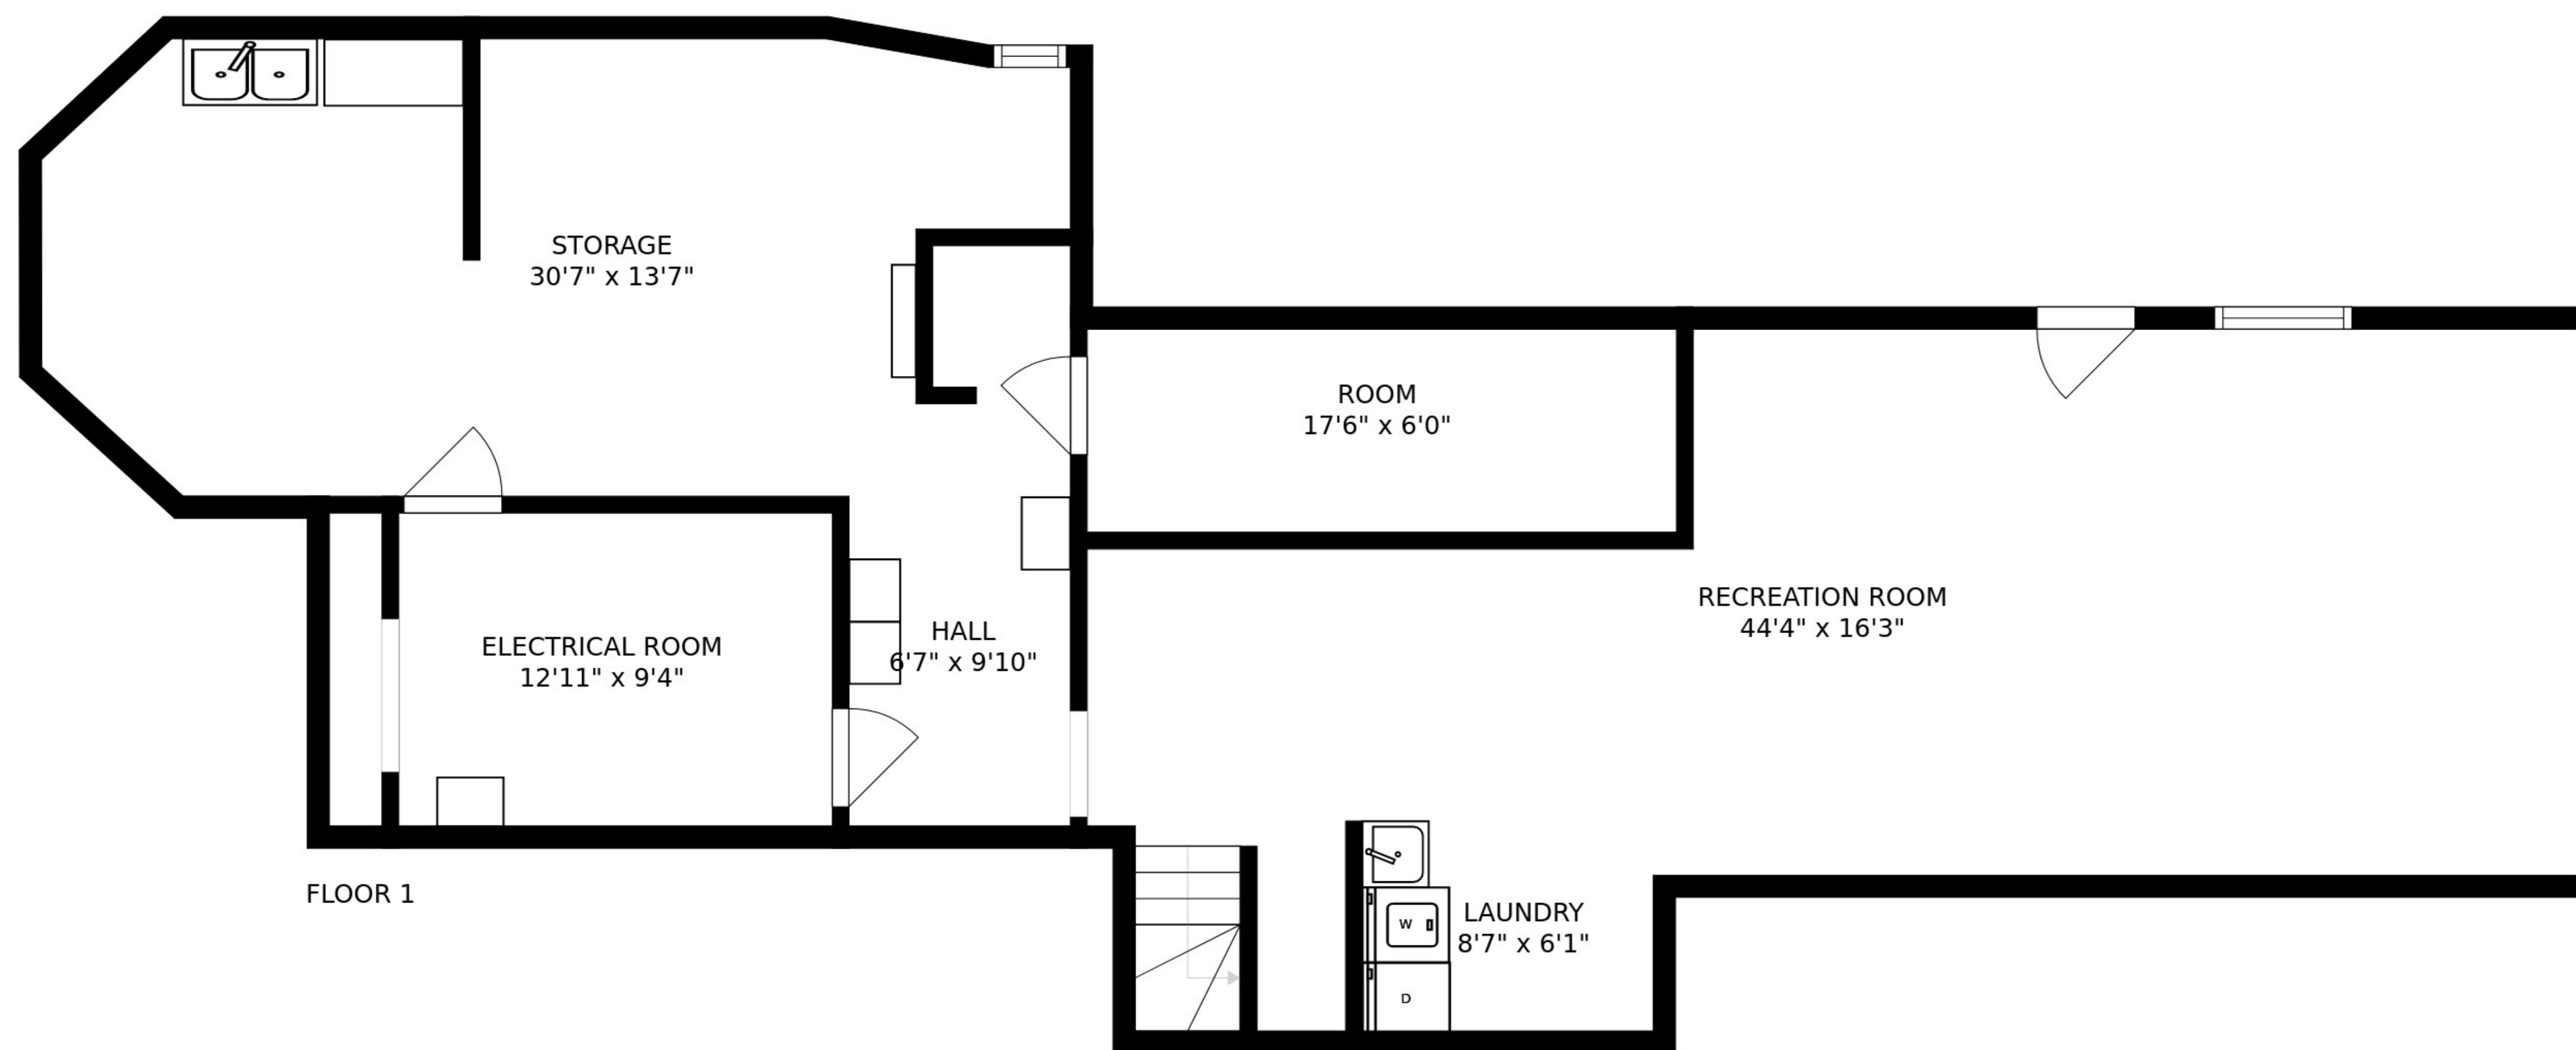 STORAGE
30'7" x 13'7"
ROOM
17'6" x 6'0"
RECREATION ROOM
44'4" x 16'3"
ELECTRICAL ROOM
12'11" x 9'4"
HALL
6'7" x 9'10"
FLOOR 1
LAUNDRY
8'7" x 6'1"
W
D